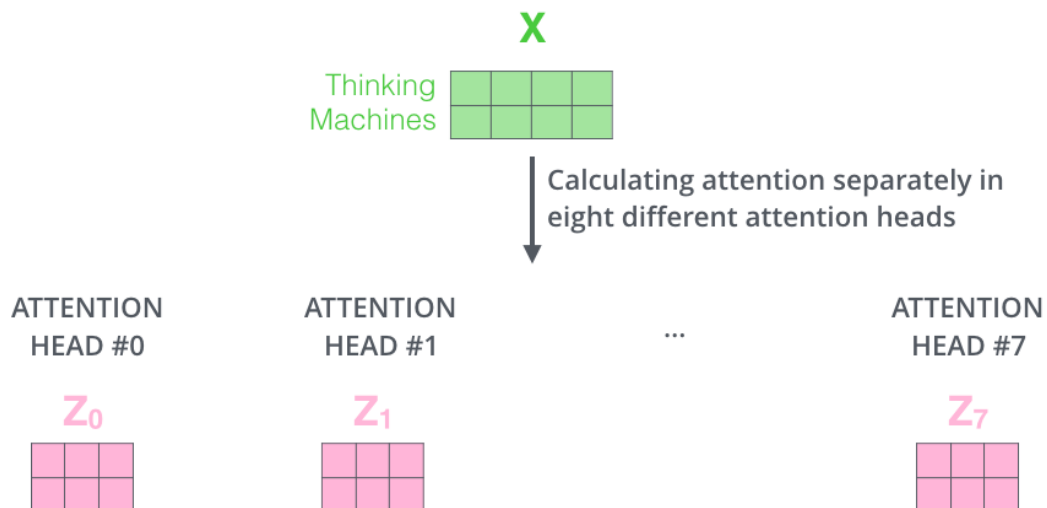 X
Thinking
Machines
Calculating attention separately in
eight different attention heads
ATTENTION
HEAD #0
ATTENTION
HEAD #1
...
ATTENTION
HEAD #7
Z₀
Z₁
Z₇